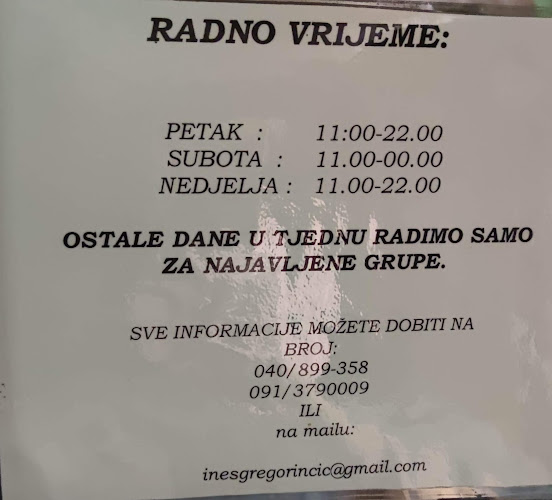 RADNO VRIJEME:
PETAK : 11:00-22.00
SUBOTA : 11.00-00.00
NEDJELJA : 11.00-22.00
OSTALE DANE U TJEDNU RADIMO SAMO
ZA NAJAVLJENE GRUPE.
SVE INFORMACIJE MOŽETE DOBITI NA
BROJ:
040/899-358
091/3790009
ILI
na mailu:
inesgregorincic@gmail.com